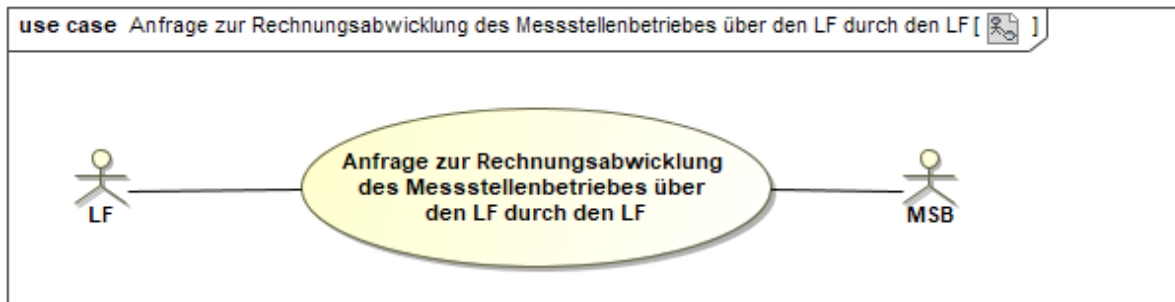 use case Anfrage zur Rechnungsabwicklung des Messstellenbetriebes über den LF durch den LF [ ]
Anfrage zur Rechnungsabwicklung
des Messstellenbetriebes über
den LF durch den LF
LF
MSB